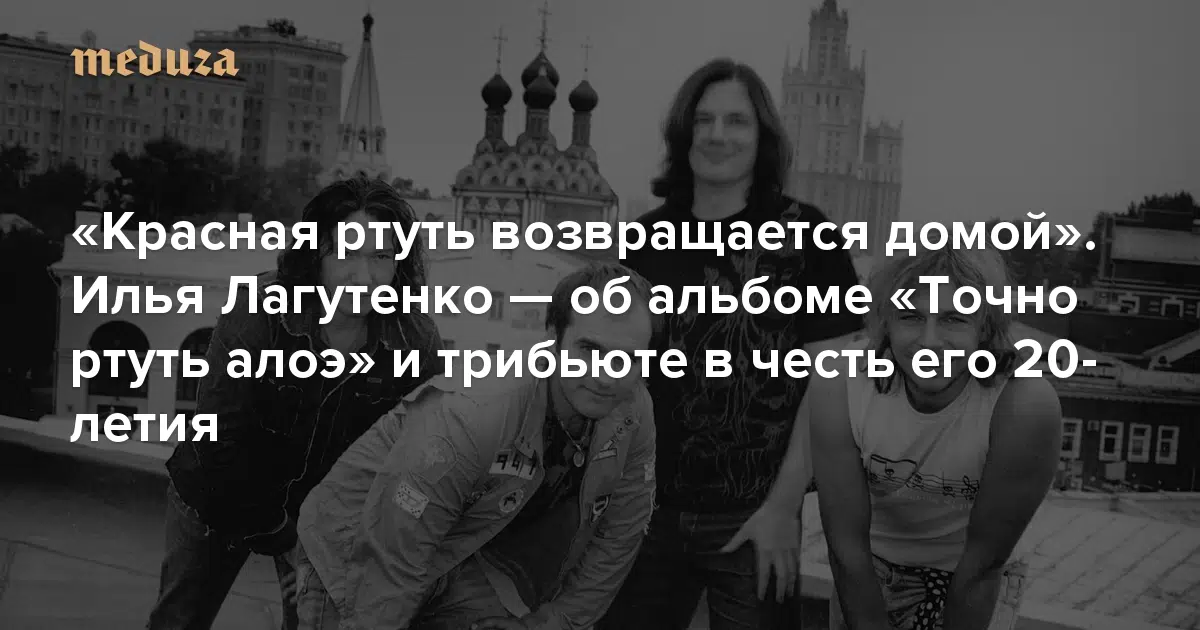 meduza
«Красная ртуть возвращается домой».
Илья Лагутенко — об альбоме «Точно
ртуть алоэ» и трибьюте в честь его 20-
летия